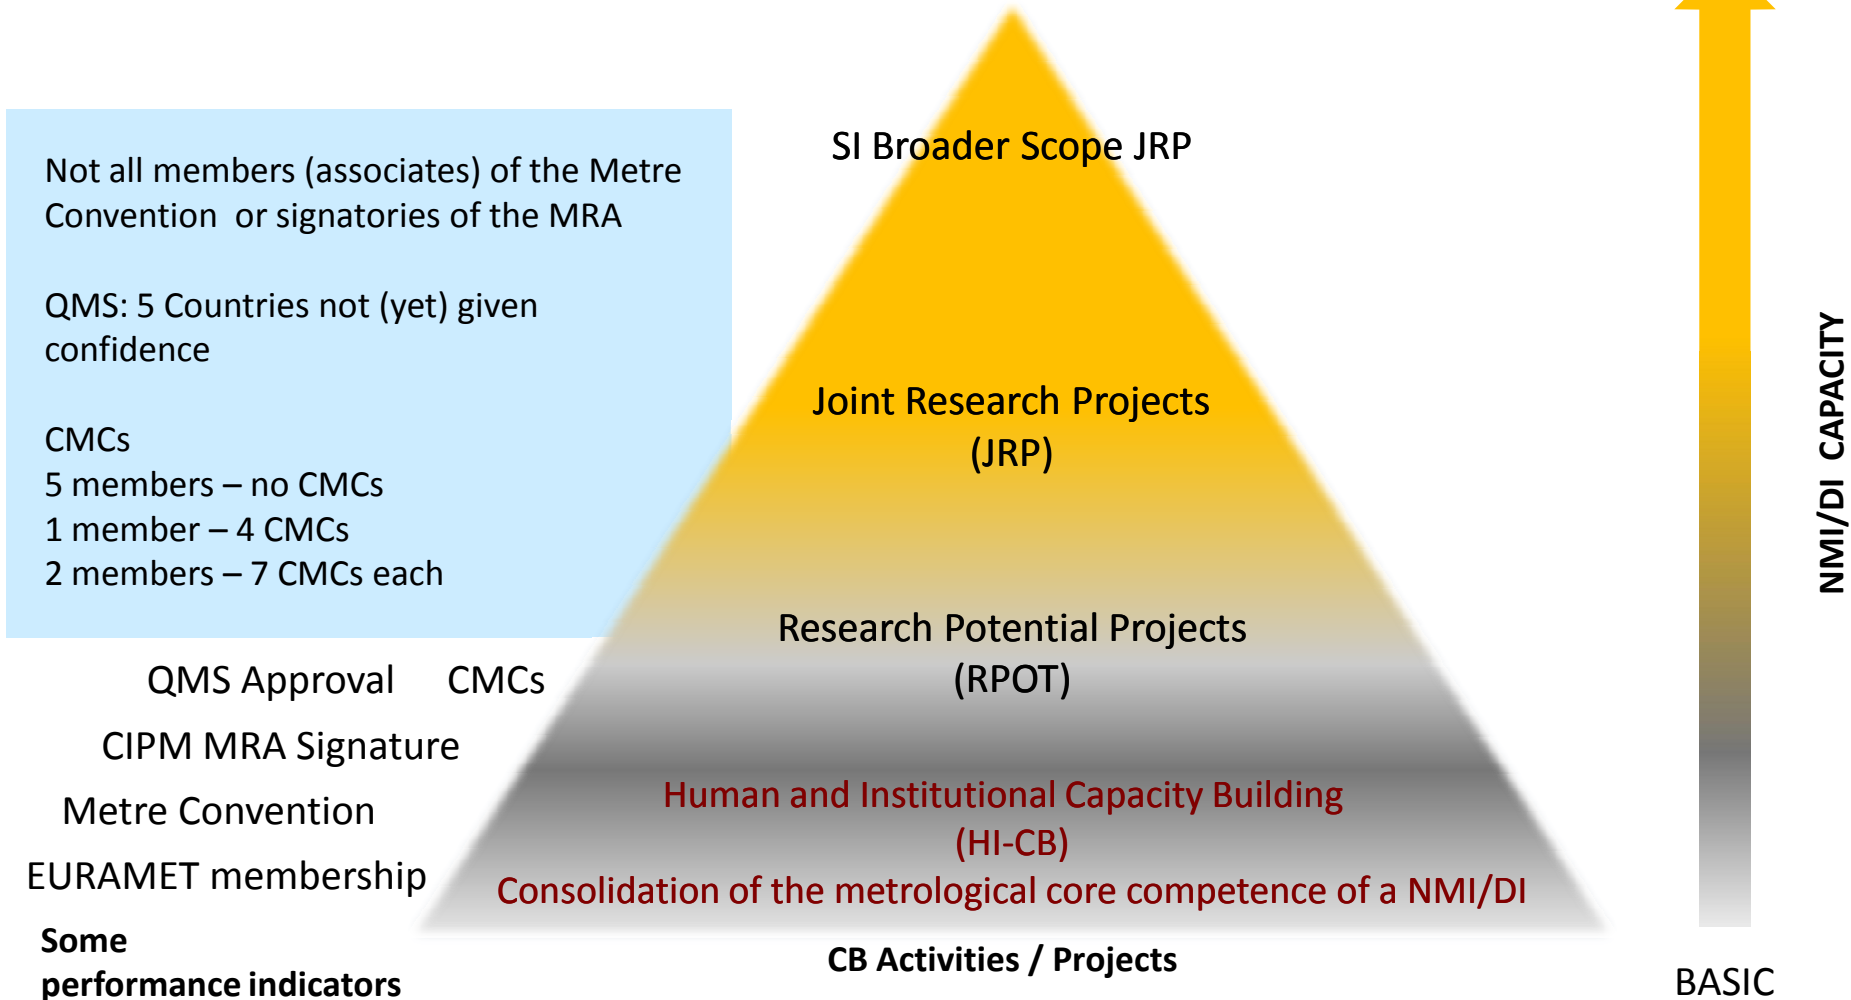 Not all members (associates) of the Metre
Convention or signatories of the MRA
QMS: 5 Countries not (yet) given
confidence
CMCs
5 members – no CMCs
1 member – 4 CMCs
2 members – 7 CMCs each
QMS Approval CMCs
CIPM MRA Signature
Metre Convention
EURAMET membership
Some
performance indicators
SI Broader Scope JRP
Joint Research Projects
(JRP)
Research Potential Projects
(RPOT)
Human and Institutional Capacity Building
(HI-CB)
Consolidation of the metrological core competence of a NMI/DI
CB Activities / Projects
NMI/DI CAPACITY
BASIC